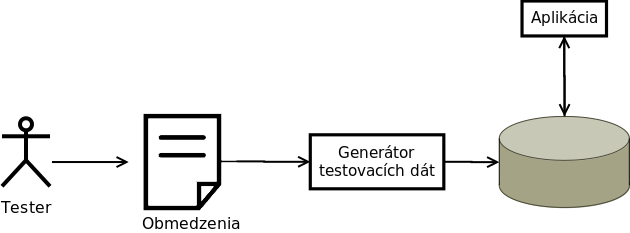 Aplikácia
Generátor
testovacích dát
Tester
Obmedzenia